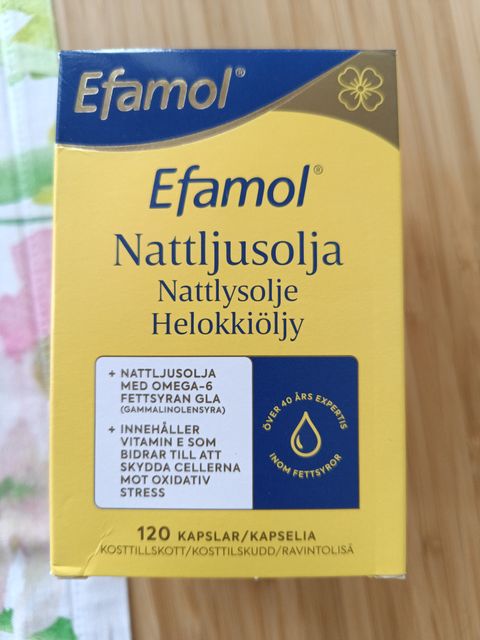 Efamol®
Efamol®
Nattljusolja
Nattlysolje
Helokkiöljy
+ NATTLJUSOLJA
MED OMEGA-6
FETTSYRAN GLA
(GAMMALINOLENSYRA)
+ INNEHÅLLER
VITAMIN E SOM
BIDRAR TILL ATT
SKYDDA CELLERNA
MOT OXIDATIV
STRESS
ÖVER 40 ÅRS EXPERTIS
INOM FETTSYROR
120 KAPSLAR/KAPSELIA
KOSTTILLSKOTT/KOSTTILSKUDD/RAVINTOLISÄ